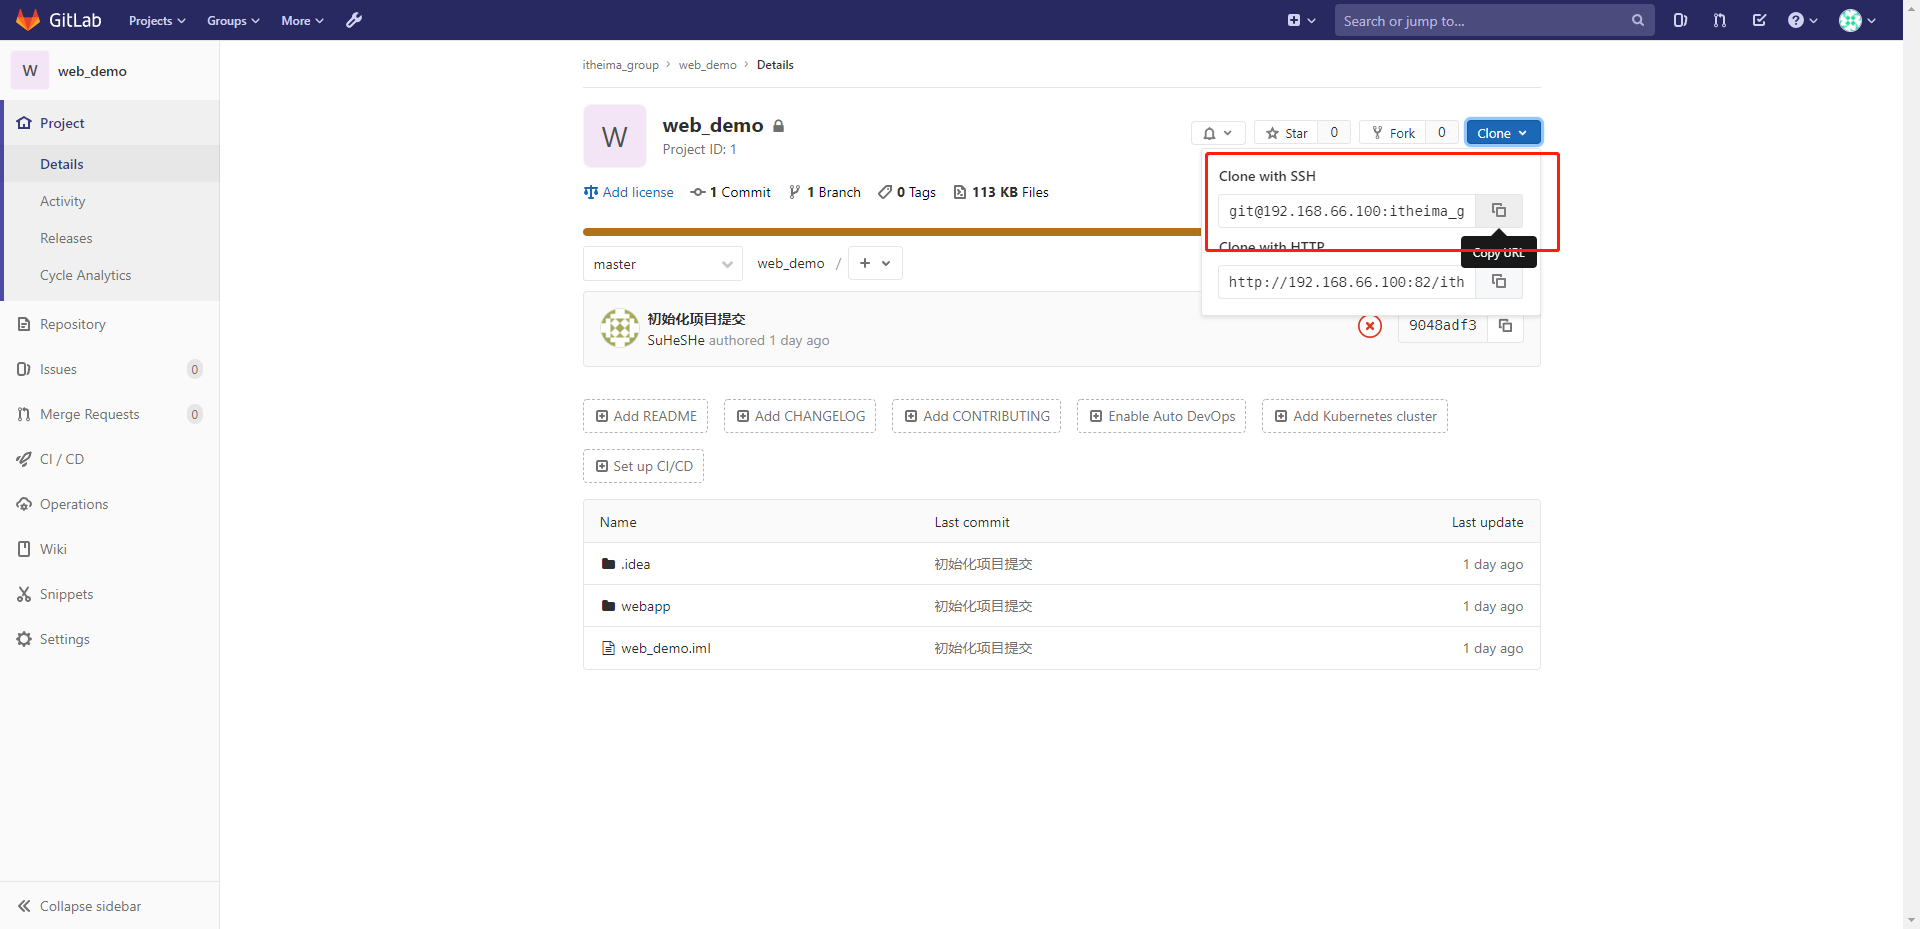 GitLab Projects Groups More Search or jump to...
W web_demo
Project
Details
Activity
Releases
Cycle Analytics
Repository
Issues 0
Merge Requests 0
CI / CD
Operations
Wiki
Snippets
Settings
Collapse sidebar
itheima_group > web_demo > Details
W
web_demo
Project ID: 1
Star 0 Fork 0 Clone
Add license 1 Commit 1 Branch 0 Tags 113 KB Files
Clone with SSH
git@192.168.66.100:itheima_g
Clone with HTTP
Copy URL
http://192.168.66.100:82/ith
master web_demo / +
初始化项目提交
SuHeSHe authored 1 day ago
9048adf3
Add README Add CHANGELOG Add CONTRIBUTING Enable Auto DevOps Add Kubernetes cluster
Set up CI/CD
Name Last commit Last update
.idea 初始化项目提交 1 day ago
webapp 初始化项目提交 1 day ago
web_demo.iml 初始化项目提交 1 day ago